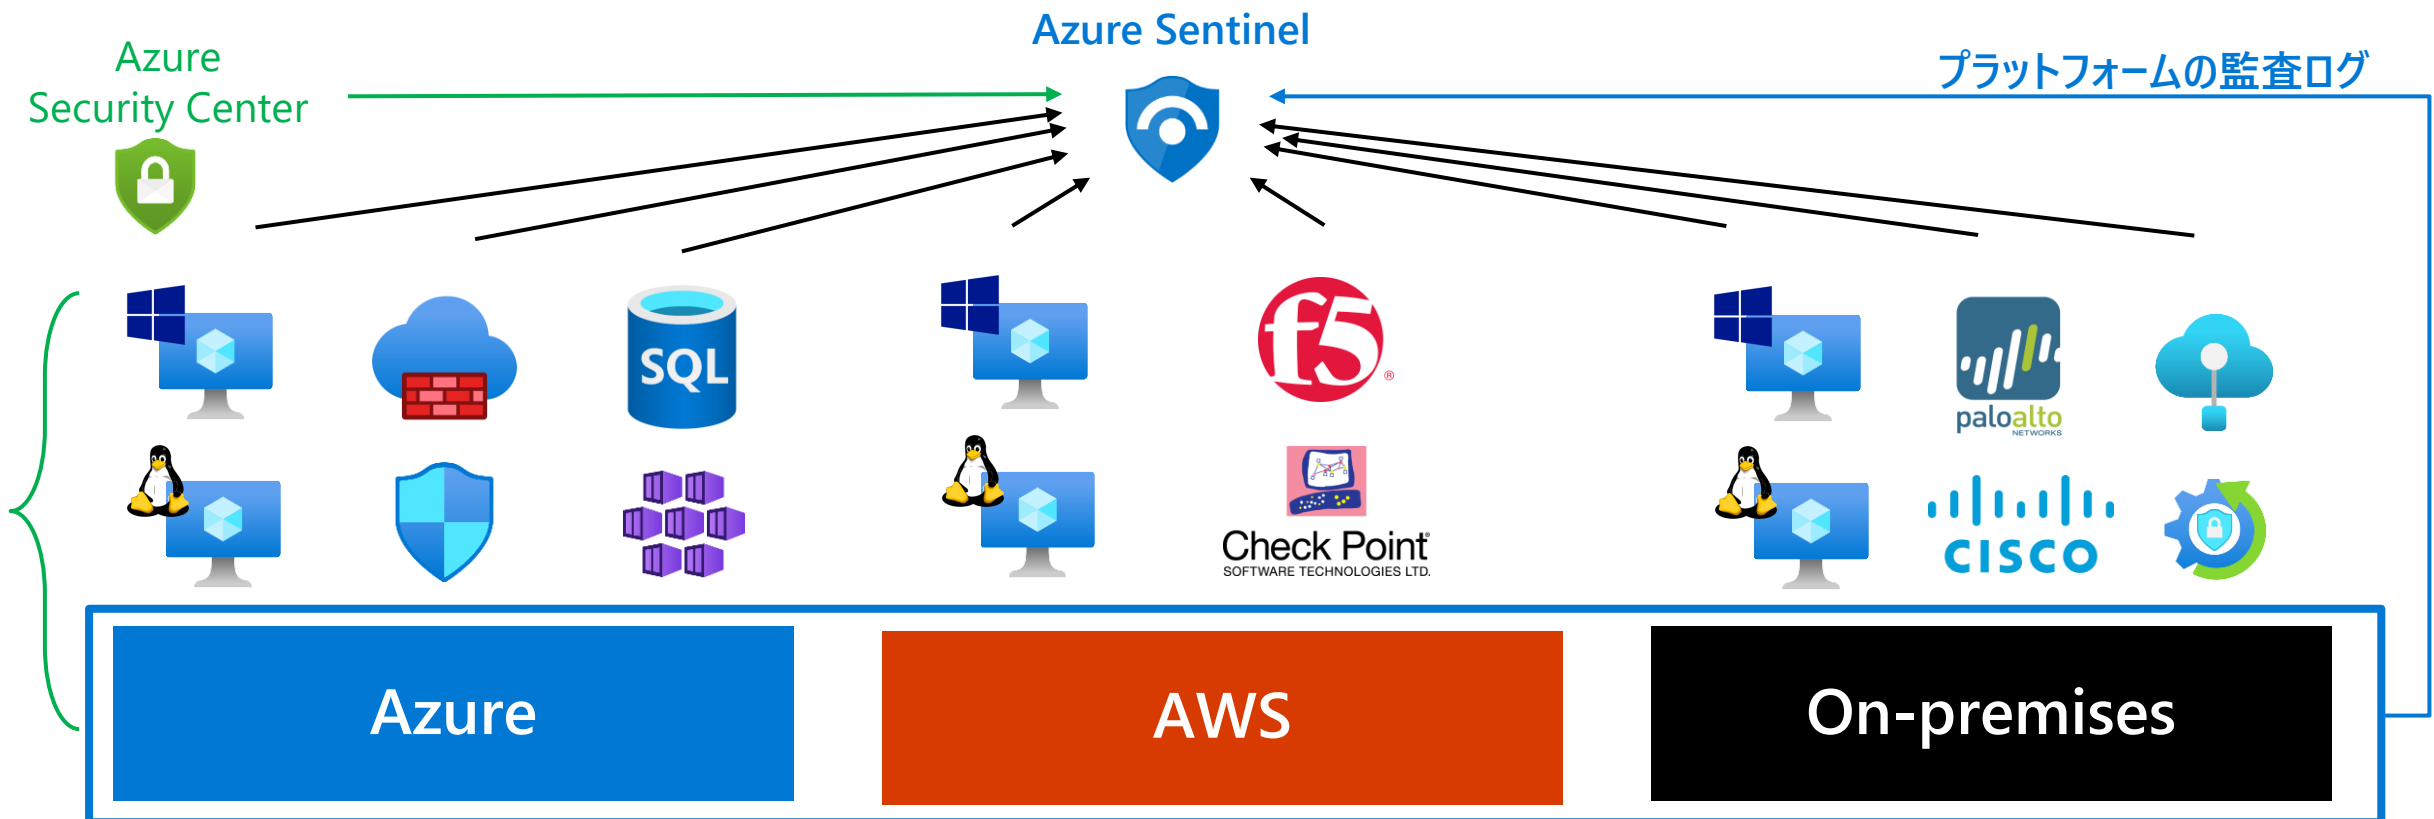 Azure Sentinel
Azure
Security Center
プラットフォームの監査ログ
SQL
f5
®
paloalto
NETWORKS
Check Point®
SOFTWARE TECHNOLOGIES LTD.
CISCO
Azure
AWS
On-premises